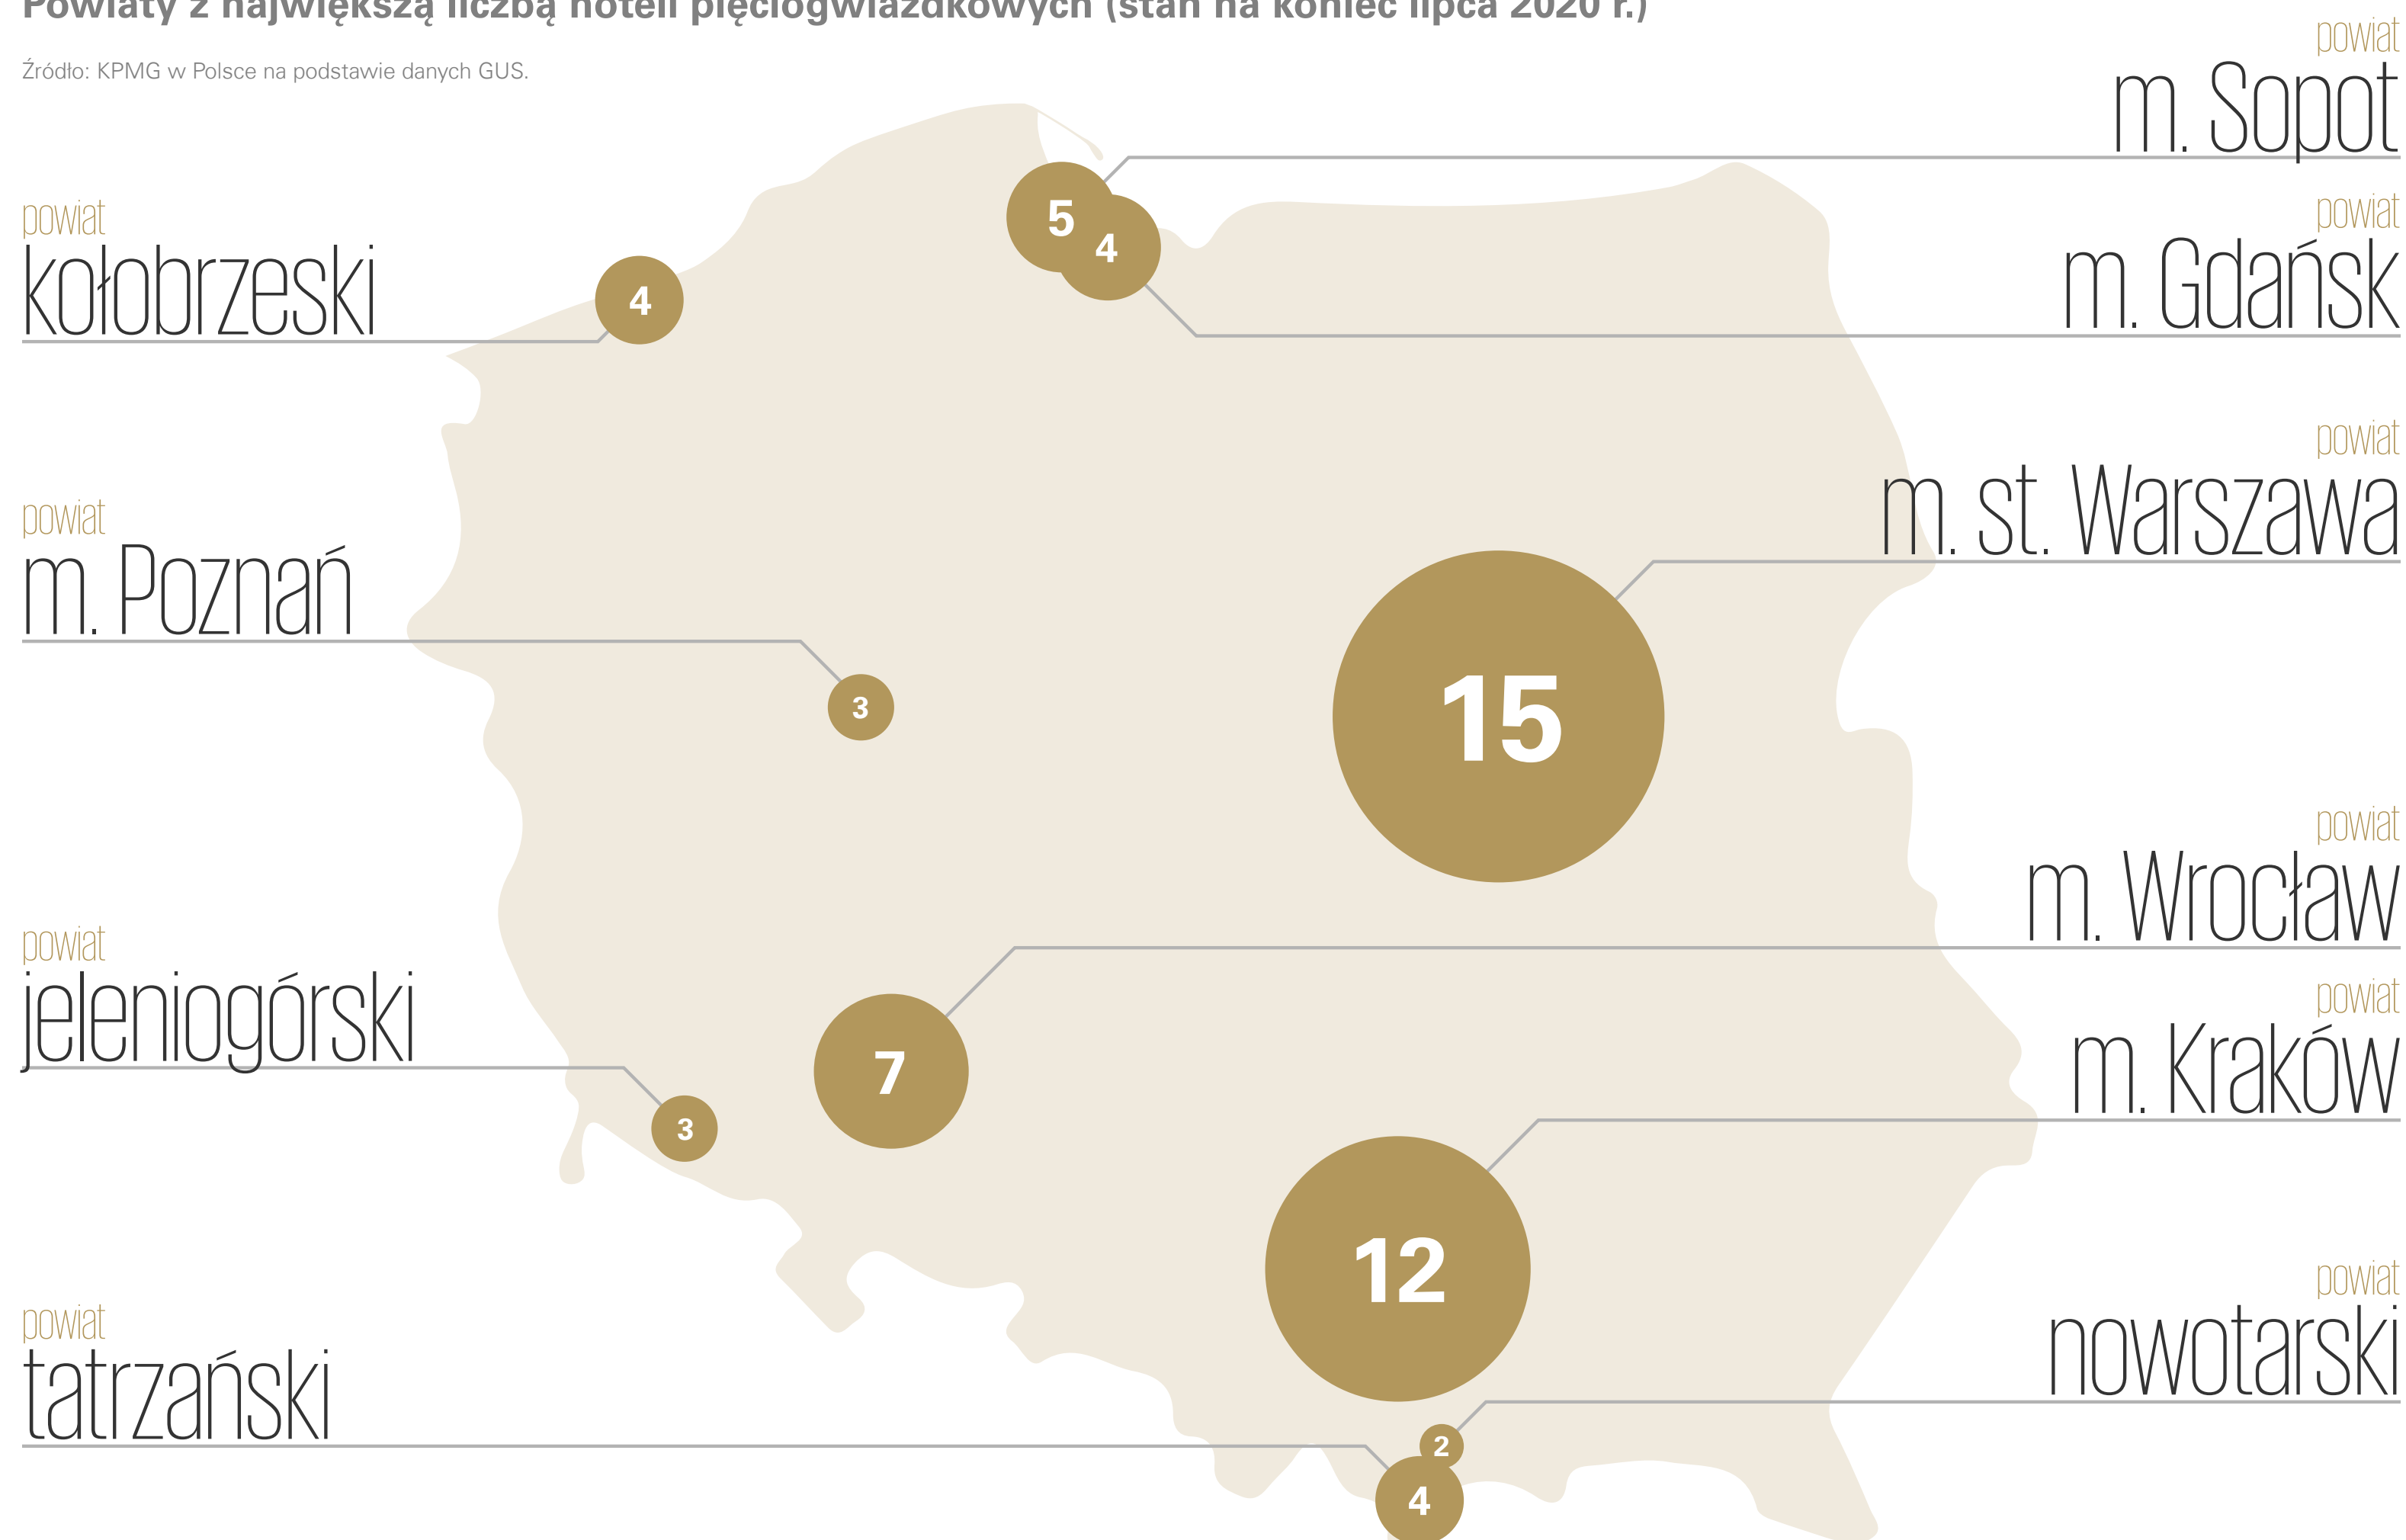 Powiaty z największą liczbą hoteli pięciogwiazdkowych (stan na koniec lipca 2020 r.)
Źródło: KPMG w Polsce na podstawie danych GUS.
powiat
m. Sopot
powiat
kołobrzeski
powiat
m. Gdańsk
5
4
4
powiat
m. st. Warszawa
powiat
m. Poznań
3
15
powiat
m. Wrocław
powiat
jeleniogórski
powiat
m. Kraków
7
3
12
powiat
nowotarski
powiat
tatrzański
2
4